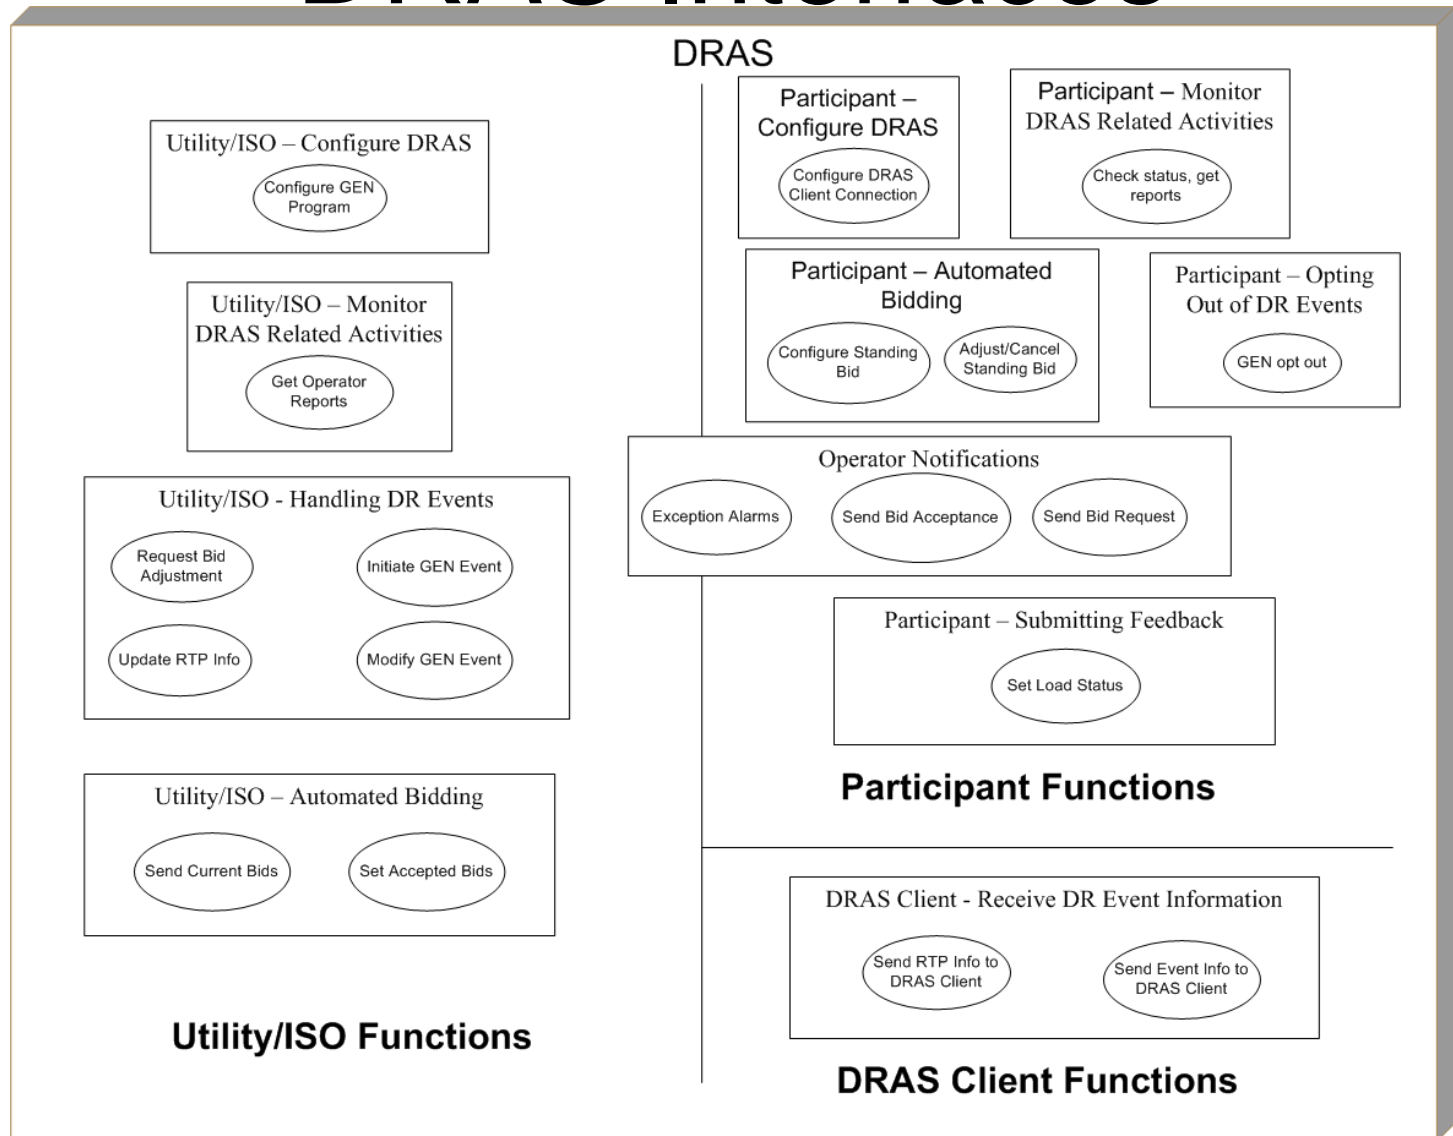 DRAS Interfaces
DRAS
Utility/ISO – Configure DRAS
Configure GEN
Program
Utility/ISO – Monitor
DRAS Related Activities
Get Operator
Reports
Utility/ISO - Handling DR Events
Request Bid
Adjustment
Initiate GEN Event
Update RTP Info
Modify GEN Event
Utility/ISO – Automated Bidding
Send Current Bids
Set Accepted Bids
Utility/ISO Functions
Participant –
Configure DRAS
Configure DRAS
Client Connection
Participant – Monitor
DRAS Related Activities
Check status, get
reports
Participant – Automated
Bidding
Configure Standing
Bid
Adjust/Cancel
Standing Bid
Participant – Opting
Out of DR Events
GEN opt out
Operator Notifications
Exception Alarms
Send Bid Acceptance
Send Bid Request
Participant – Submitting Feedback
Set Load Status
Participant Functions
DRAS Client - Receive DR Event Information
Send RTP Info to
DRAS Client
Send Event Info to
DRAS Client
DRAS Client Functions